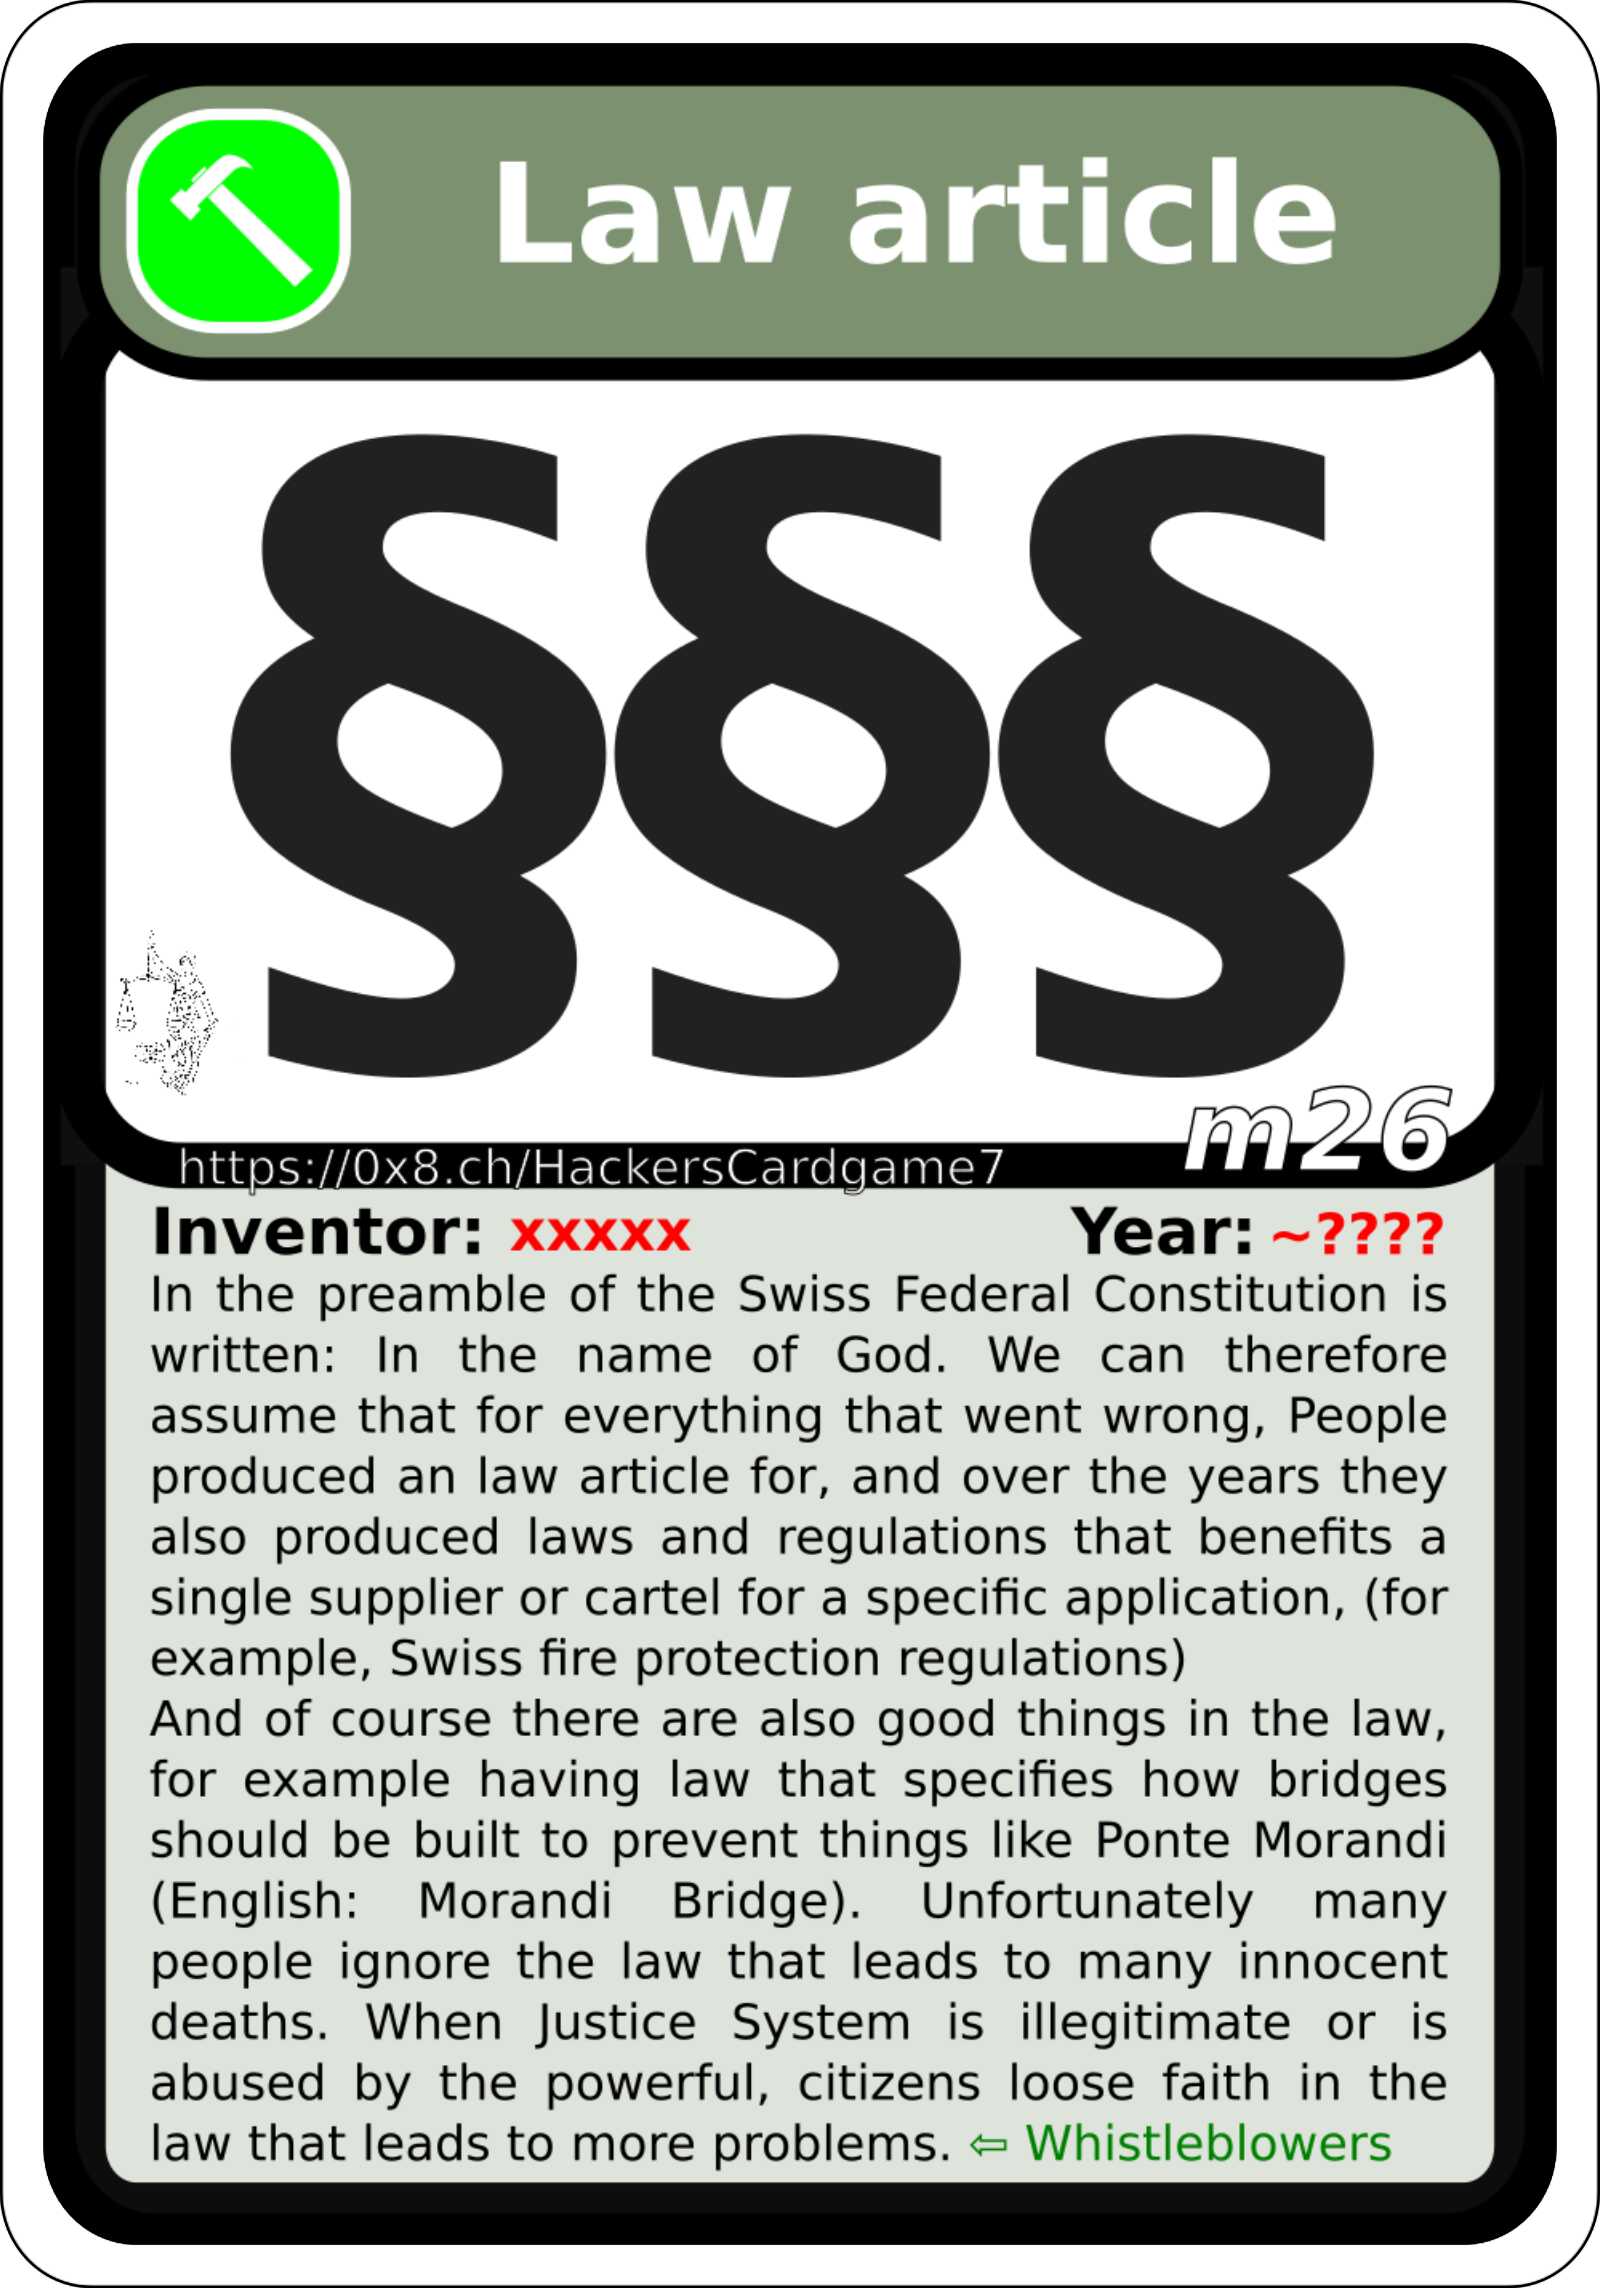 Law article
§§§
m26
https://0x8.ch/HackersCardgame7
Inventor: xxxxx Year: ~????
In the preamble of the Swiss Federal Constitution is
written: In the name of God. We can therefore
assume that for everything that went wrong, People
produced an law article for, and over the years they
also produced laws and regulations that benefits a
single supplier or cartel for a specific application, (for
example, Swiss fire protection regulations)
And of course there are also good things in the law,
for example having law that specifies how bridges
should be built to prevent things like Ponte Morandi
(English: Morandi Bridge). Unfortunately many
people ignore the law that leads to many innocent
deaths. When Justice System is illegitimate or is
abused by the powerful, citizens loose faith in the
law that leads to more problems. ⇦ Whistleblowers